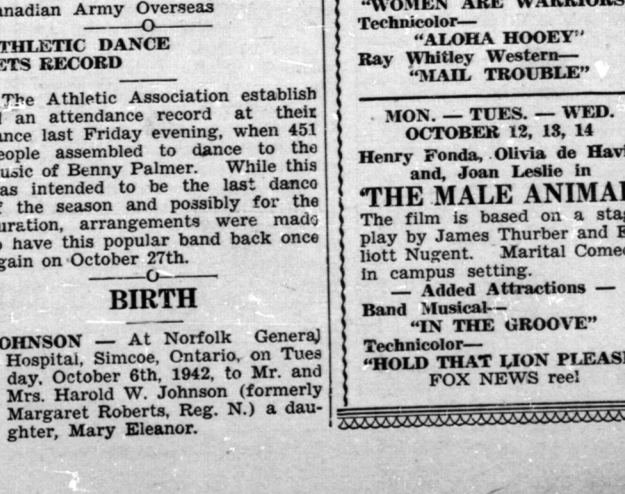 anadian Army Overseas
O
THLETIC DANCE
ETS RECORD
The Athletic Association establish
an attendance record at their
ance last Friday evening, when 451
eople assembled to dance to the
usic of Benny Palmer. While this
as intended to be the last dance
f the season and possibly for the
uration, arrangements were made
o have this popular band back once
gain on October 27th.
O
BIRTH
OHNSON — At Norfolk General
Hospital, Simcoe, Ontario, on Tues
day, October 6th, 1942, to Mr. and
Mrs. Harold W. Johnson (formerly
Margaret Roberts, Reg. N.) a dau-
ghter, Mary Eleanor.
"WOMEN ARE WARRIORS
Technicolor—
"ALOHA HOOEY"
Ray Whitley Western—
"MAIL TROUBLE"
MON. — TUES. — WED.
OCTOBER 12, 13, 14
Henry Fonda, Olivia de Havi
and, Joan Leslie in
'THE MALE ANIMAL
The film is based on a stag
play by James Thurber and E
liott Nugent. Marital Come
in campus setting.
— Added Attractions —
Band Musical—
"IN THE GROOVE"
Technicolor—
"HOLD THAT LION PLEASE
FOX NEWS reel